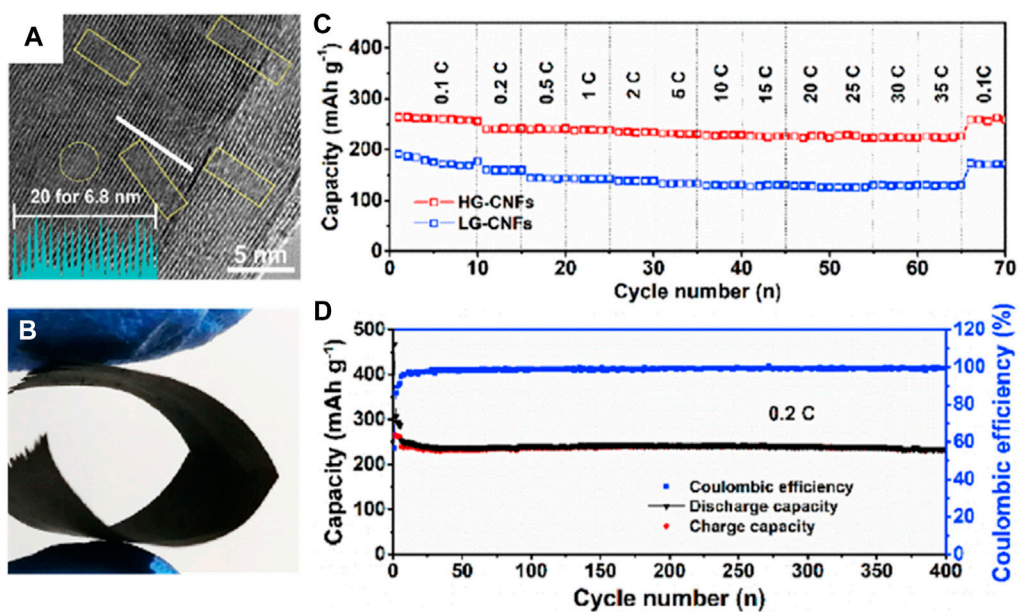 A
20 for 6.8 nm
5 nm
B
C
Capacity (mAh g⁻¹)
400
300
200
100
0
0.1 C
0.2 C
0.5 C
1 C
2 C
5 C
10 C
15 C
20 C
25 C
30 C
35 C
0.1C
HG-CNFs
LG-CNFs
0
10
20
30
40
50
60
70
Cycle number (n)
D
Capacity (mAh g⁻¹)
500
400
300
200
100
0
0.2 C
Coulombic efficiency
Discharge capacity
Charge capacity
120
100
80
60
40
20
0
Coulombic efficiency (%)
0
50
100
150
200
250
300
350
400
Cycle number (n)